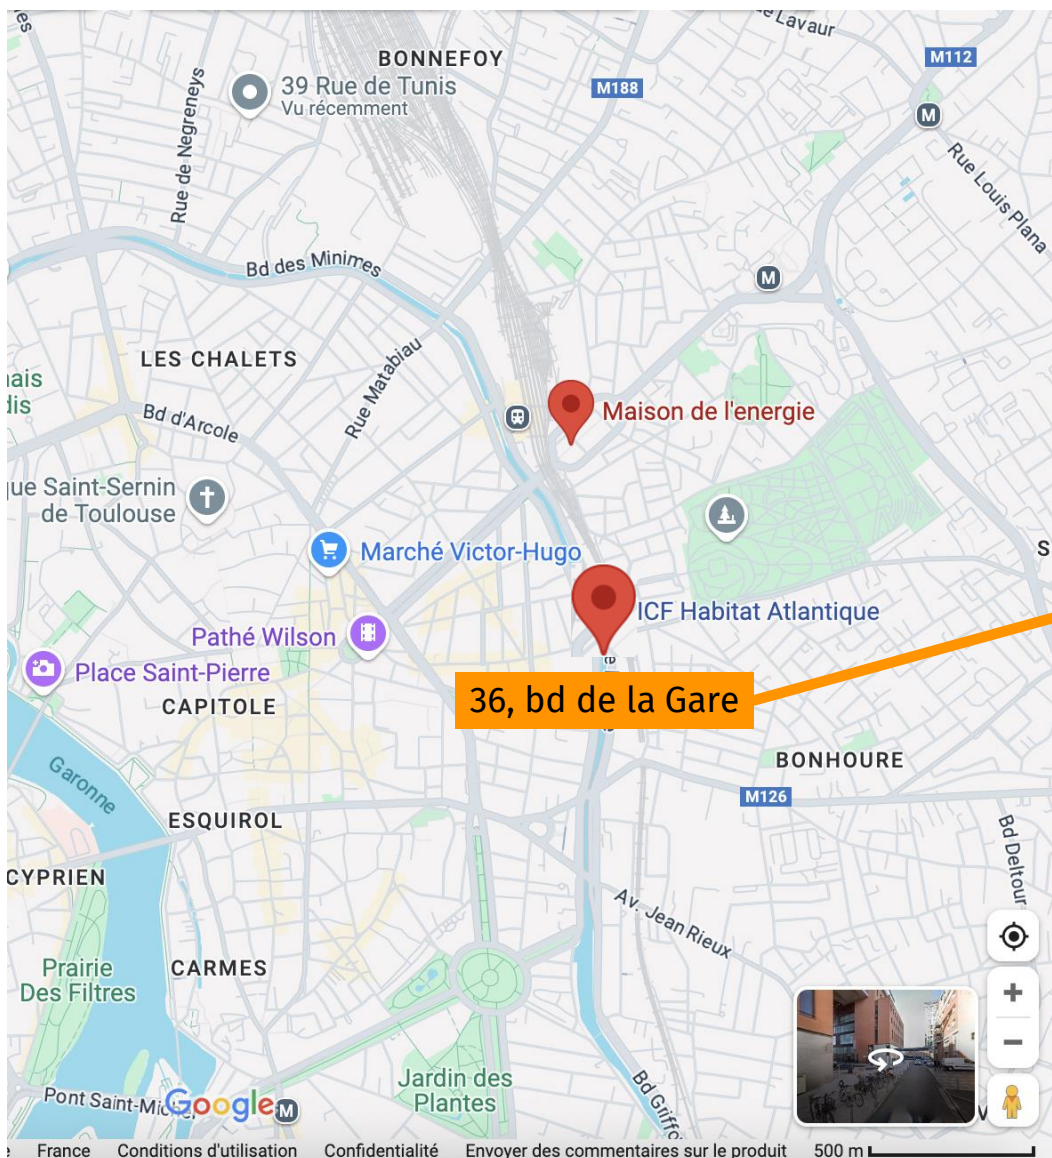 Lavaur
BONNEFOY
M112
39 Rue de Tunis
Vu récemment
M188
M
Rue de Negreneys
Rue Louis Plana
Bd des Minimes
M
LES CHALETS
Rue Matabiau
Maison de l'energie
Bd d'Arcole
Saint-Sernin
de Toulouse
Marché Victor-Hugo
ICF Habitat Atlantique
Pathé Wilson
Place Saint-Pierre
36, bd de la Gare
CAPITOLE
Garonne
BONHOURE
M126
ESQUIROL
Bd Deltour
CYPRIEN
Av. Jean Rieux
Prairie
Des Filtres
CARMES
Jardin des
Plantes
Pont
Google
M
Bd
France Conditions d'utilisation Confidentialité Envoyer des commentaires sur le produit 500 m